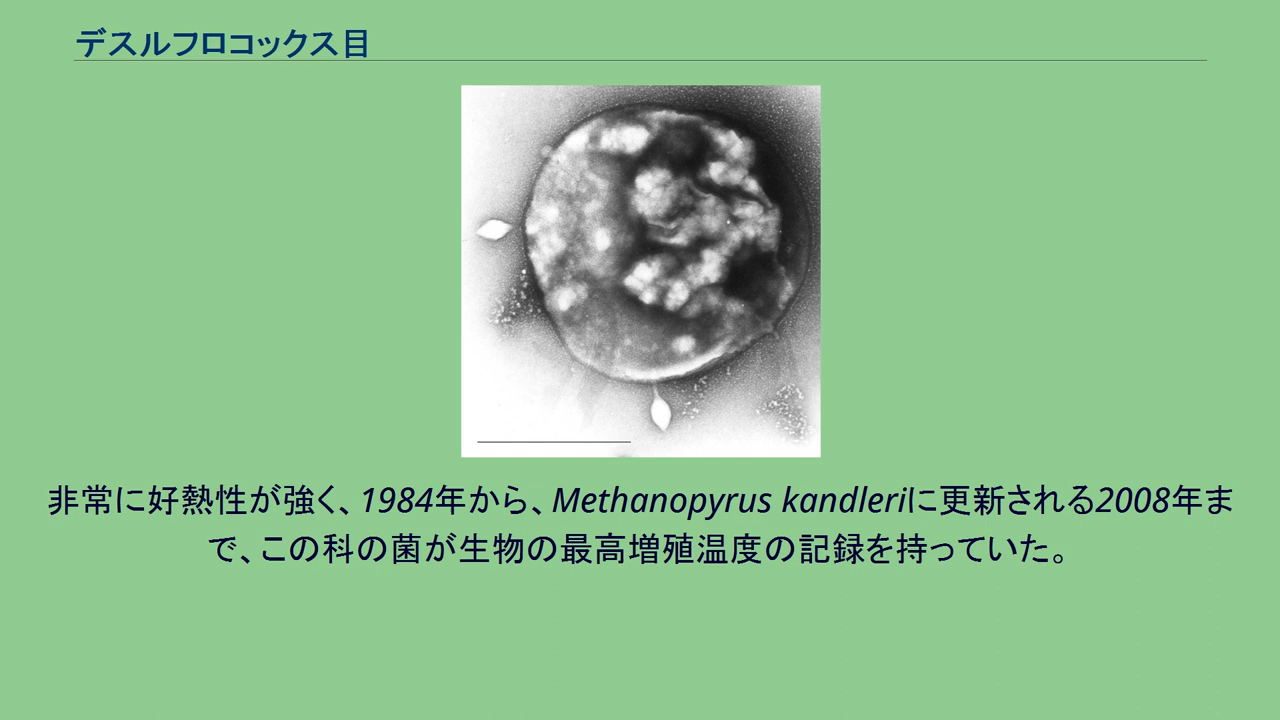 デスルフロコックス目
非常に好熱性が強く、1984年から、Methanopyrus kandleriに更新される2008年ま
で、この科の菌が生物の最高増殖温度の記録を持っていた。